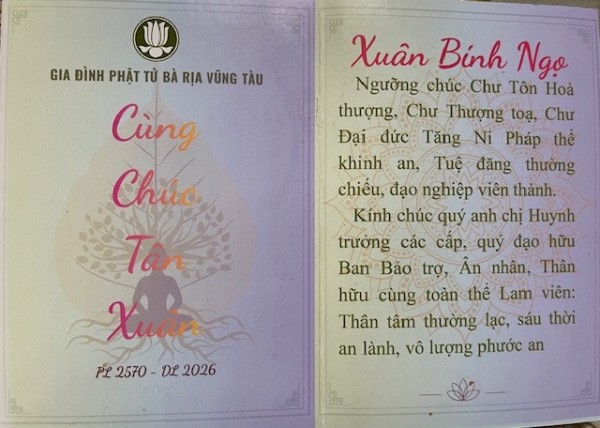 GIA ĐÌNH PHẬT TỬ BÀ RỊA VŨNG TÀU
Cùng
Chúc
Tân
Xuân
PL 2570 - DL 2026
Xuân Bính Ngọ
Ngưỡng chúc Chư Tôn Hoà
thượng, Chư Thượng toạ, Chư
Đại đức Tăng Ni Pháp thể
khinh an, Tuệ đăng thường
chiếu, đạo nghiệp viên thành.
Kính chúc quý anh chị Huynh
trưởng các cấp, quý đạo hữu
Ban Bảo trợ, Ân nhân, Thân
hữu cùng toàn thể Lam viên:
Thân tâm thường lạc, sáu thời
an lành, vô lượng phước an